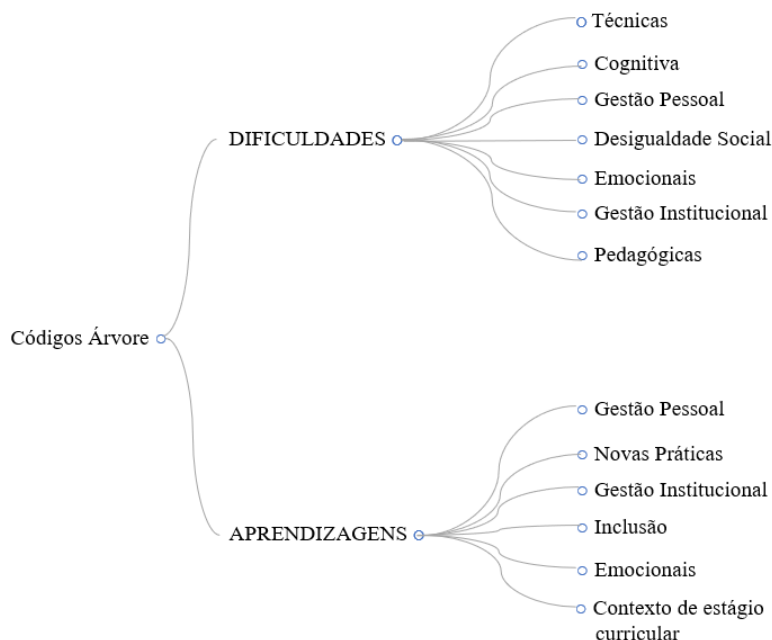 Códigos Árvore
DIFICULDADES
Técnicas
Cognitiva
Gestão Pessoal
Desigualdade Social
Emocionais
Gestão Institucional
Pedagógicas
APRENDIZAGENS
Gestão Pessoal
Novas Práticas
Gestão Institucional
Inclusão
Emocionais
Contexto de estágio
curricular